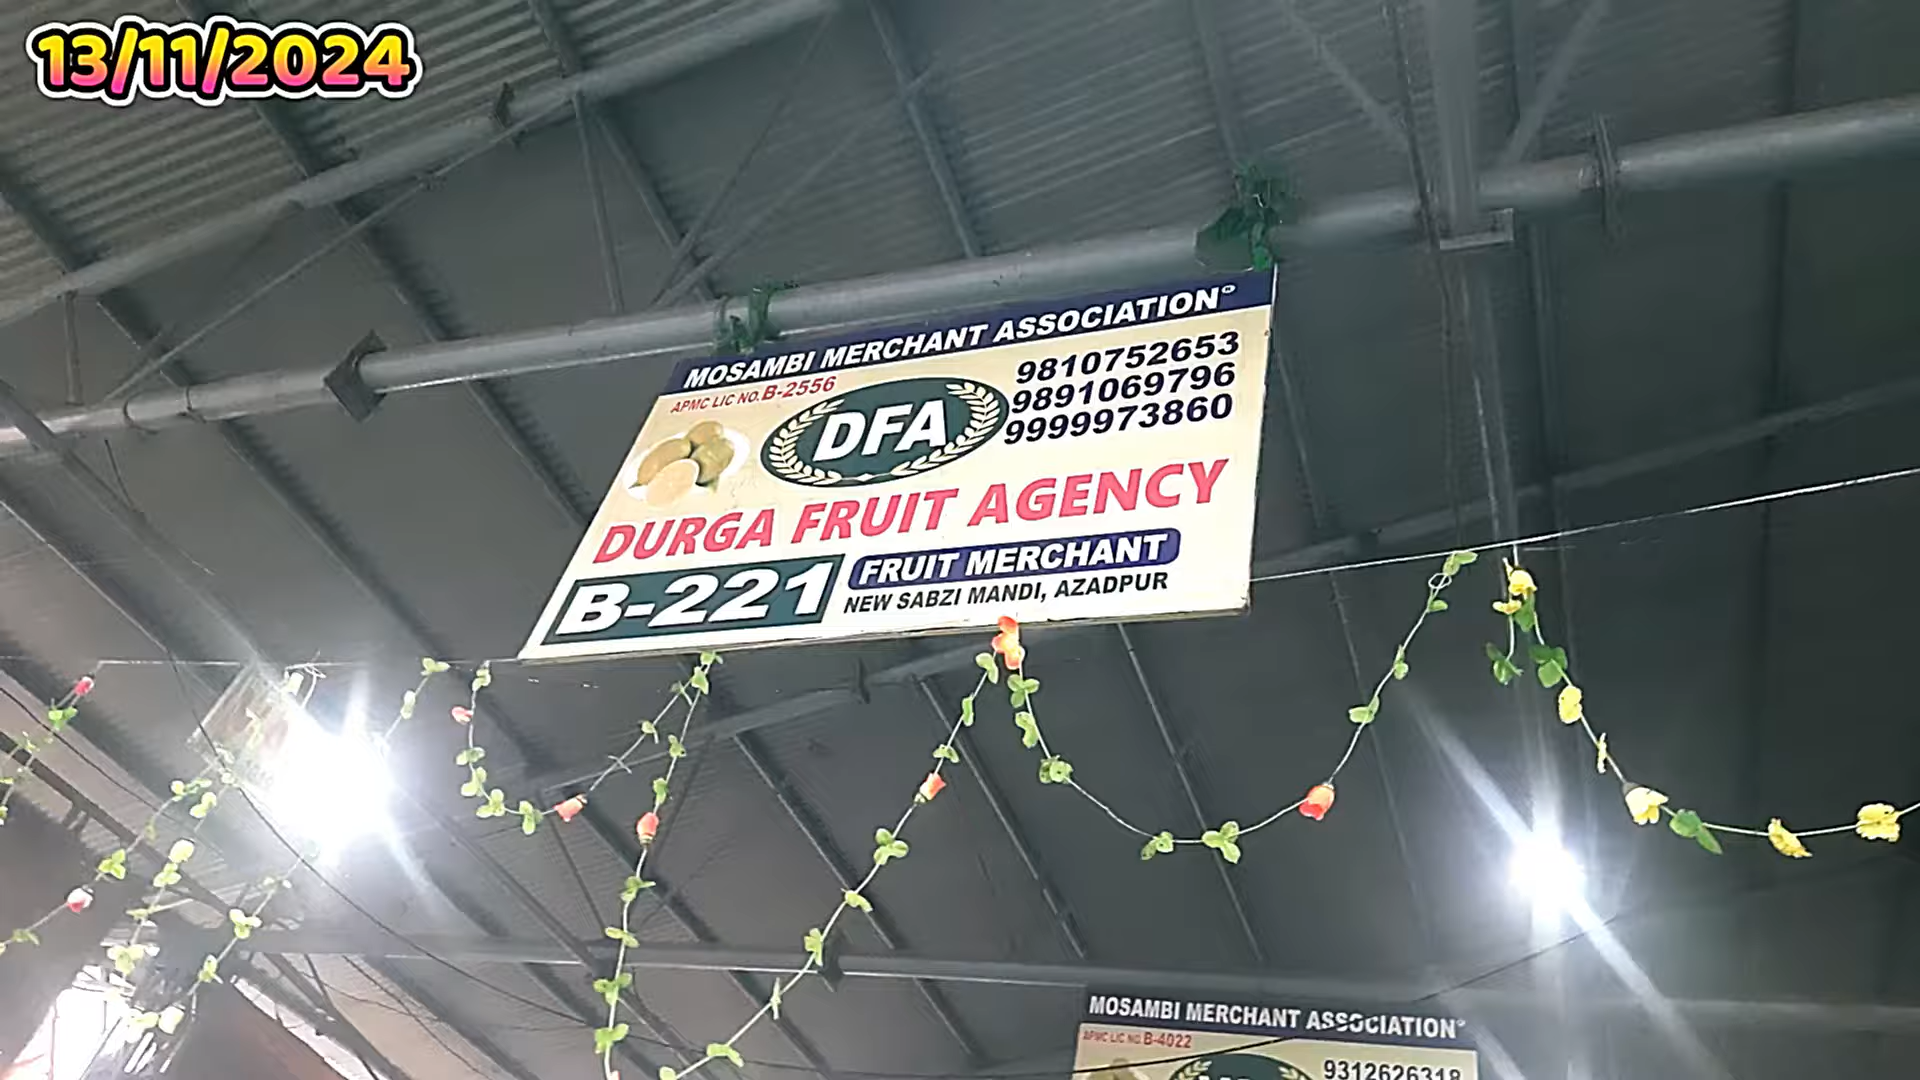 13/11/2024
MOSAMBI MERCHANT ASSOCIATION®
APMC LIC NO. B-2556
DFA
9810752653
9891069796
9999973860
DURGA FRUIT AGENCY
B-221
FRUIT MERCHANT
NEW SABZI MANDI, AZADPUR
MOSAMBI MERCHANT ASSOCIATION®
APMC LIC NO. B-4022
9312626318